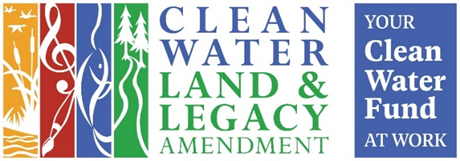 CLEAN
WATER
LAND &
LEGACY
AMENDMENT
YOUR
Clean
Water
Fund
AT WORK